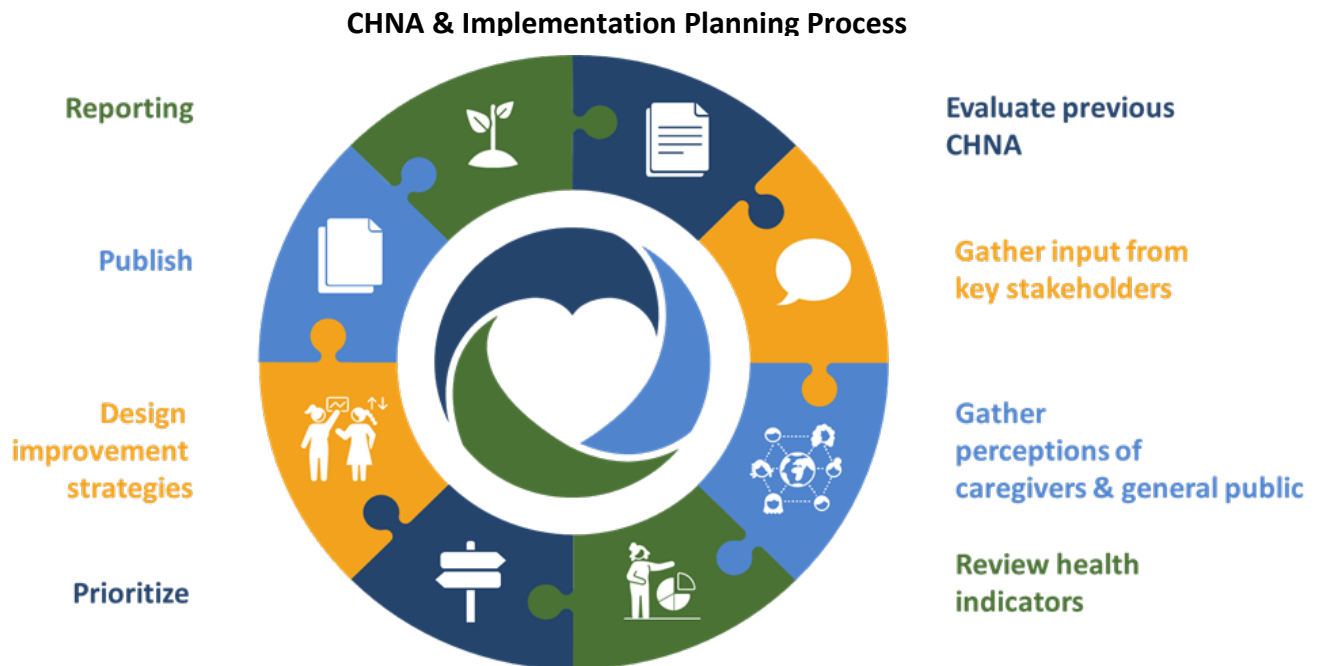 CHNA & Implementation Planning Process
Reporting
Evaluate previous
CHNA
Publish
Gather input from
key stakeholders
Design
improvement
strategies
Gather
perceptions of
caregivers & general public
Prioritize
Review health
indicators